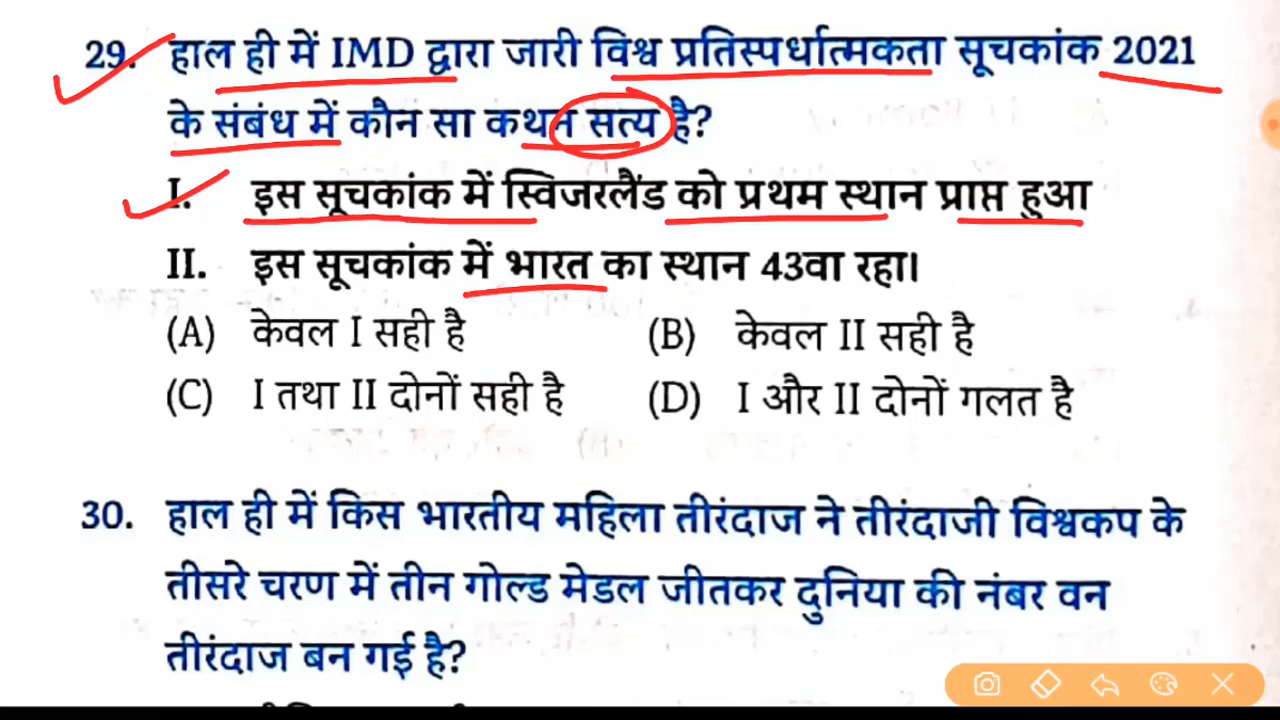 29. हाल ही में IMD द्वारा जारी विश्व प्रतिस्पर्धात्मकता सूचकांक 2021
के संबंध में कौन सा कथन सत्य है?
I. इस सूचकांक में स्विजरलैंड को प्रथम स्थान प्राप्त हुआ
II. इस सूचकांक में भारत का स्थान 43वा रहा।
(A) केवल I सही है (B) केवल II सही है
(C) I तथा II दोनों सही है (D) I और II दोनों गलत है
30. हाल ही में किस भारतीय महिला तीरंदाज ने तीरंदाजी विश्वकप के
तीसरे चरण में तीन गोल्ड मेडल जीतकर दुनिया की नंबर वन
तीरंदाज बन गई है?